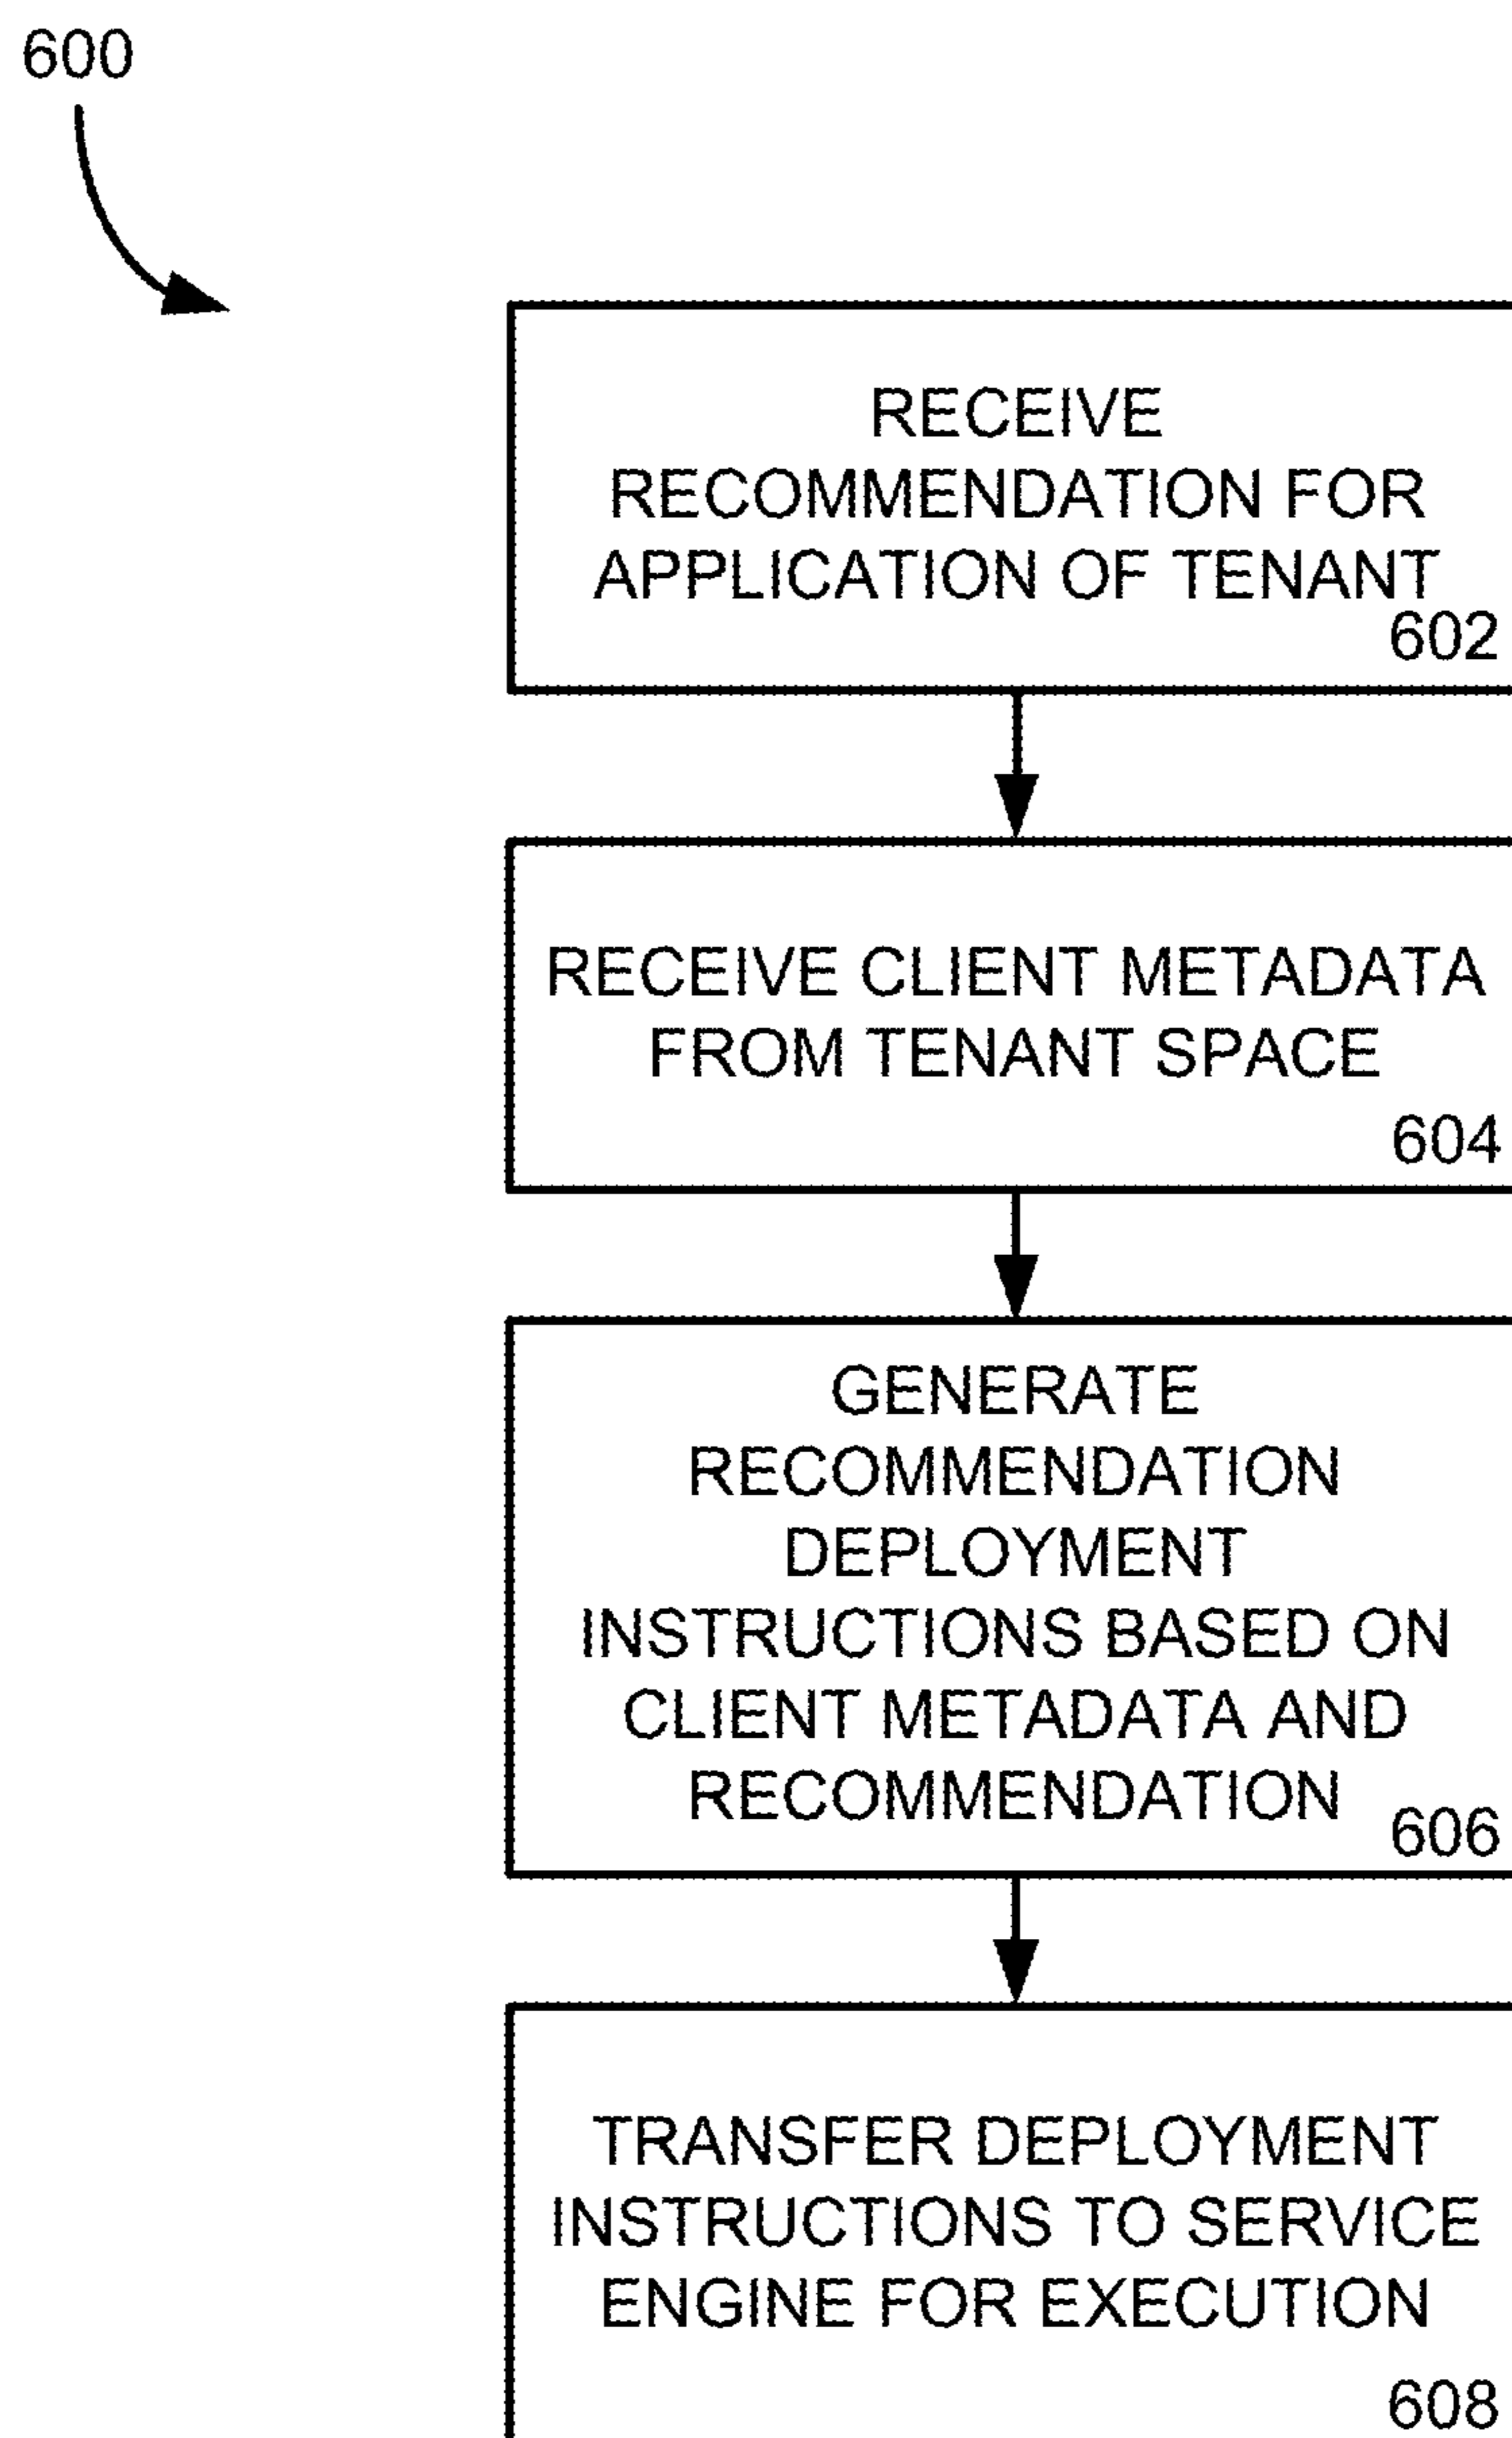 600
RECEIVE
RECOMMENDATION FOR
APPLICATION OF TENANT
602
RECEIVE CLIENT METADATA
FROM TENANT SPACE
604
GENERATE
RECOMMENDATION
DEPLOYMENT
INSTRUCTIONS BASED ON
CLIENT METADATA AND
RECOMMENDATION
606
TRANSFER DEPLOYMENT
INSTRUCTIONS TO SERVICE
ENGINE FOR EXECUTION
608